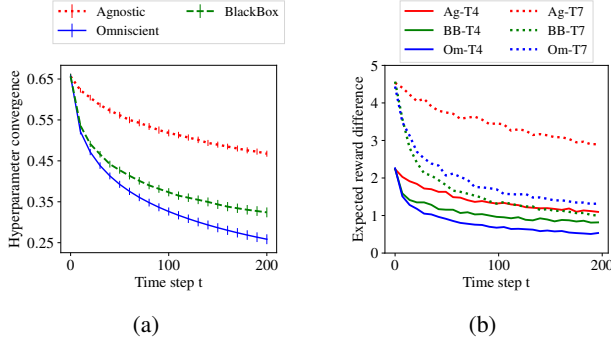 Agnostic
Omniscient
BlackBox
Hyperparameter convergence
0.65
0.55
0.45
0.35
0.25
0
100
200
Time step t
(a)
Ag-T4
BB-T4
Om-T4
Ag-T7
BB-T7
Om-T7
Expected reward difference
5
4
3
2
1
0
0
100
200
Time step t
(b)